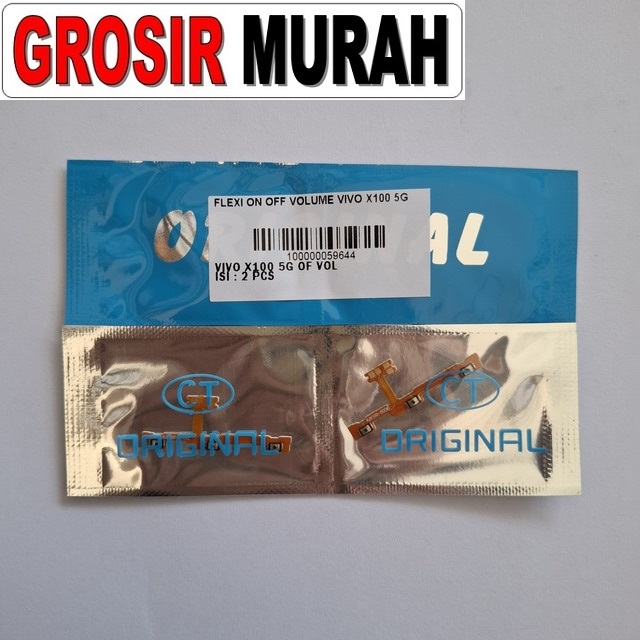 GROSIR MURAH
FLEXI ON OFF VOLUME VIVO X100 5G
ORIGINAL
100000059644
VIVO X100 5G OF VOL
ISI : 2 PCS
CT
ORIGINAL
CT
ORIGINAL